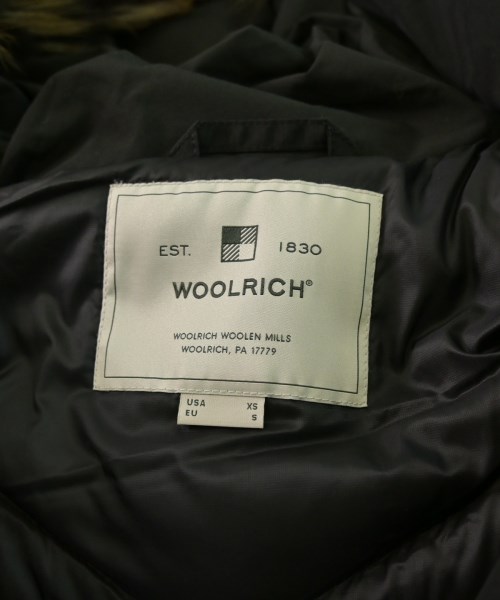 EST. 1830
WOOLRICH®
WOOLRICH WOOLEN MILLS
WOOLRICH, PA 17779
USA XS
EU S